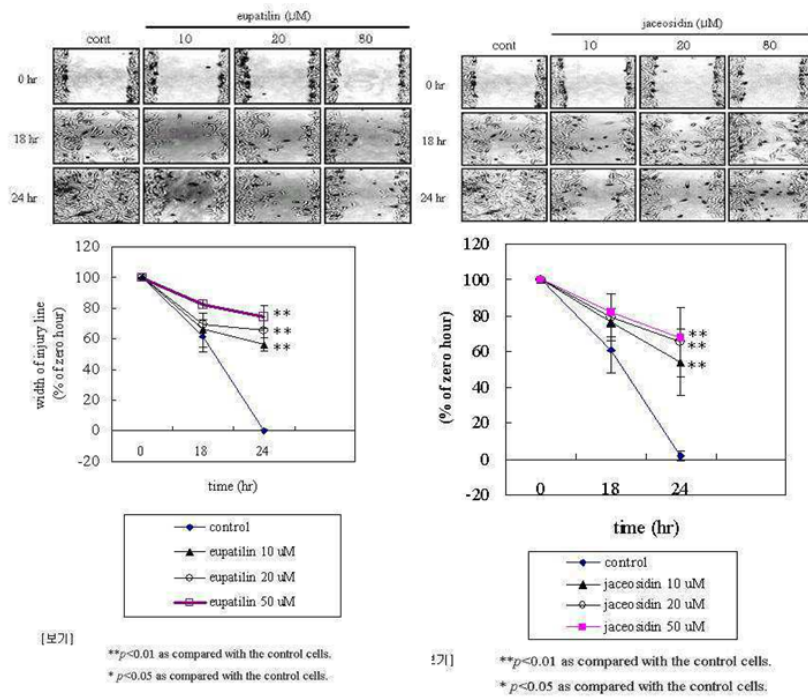 eupatilin (μM)
cont 10 20 80
0 hr
18 hr
24 hr
120
100
80
60
40
20
0
-20
width of injury line
(% of zero hour)
**
**
**
0 18 24
time (hr)
control
eupatilin 10 uM
eupatilin 20 uM
eupatilin 50 uM
[보기]
**p<0.01 as compared with the control cells.
* p<0.05 as compared with the control cells.
jaceosidin (μM)
cont 10 20 80
0 hr
18 hr
24 hr
120
100
80
60
40
20
0
-20
(% of zero hour)
**
**
**
0 18 24
time (hr)
control
jaceosidin 10 uM
jaceosidin 20 uM
jaceosidin 50 uM
기]
**p<0.01 as compared with the control cells.
* p<0.05 as compared with the control cells.